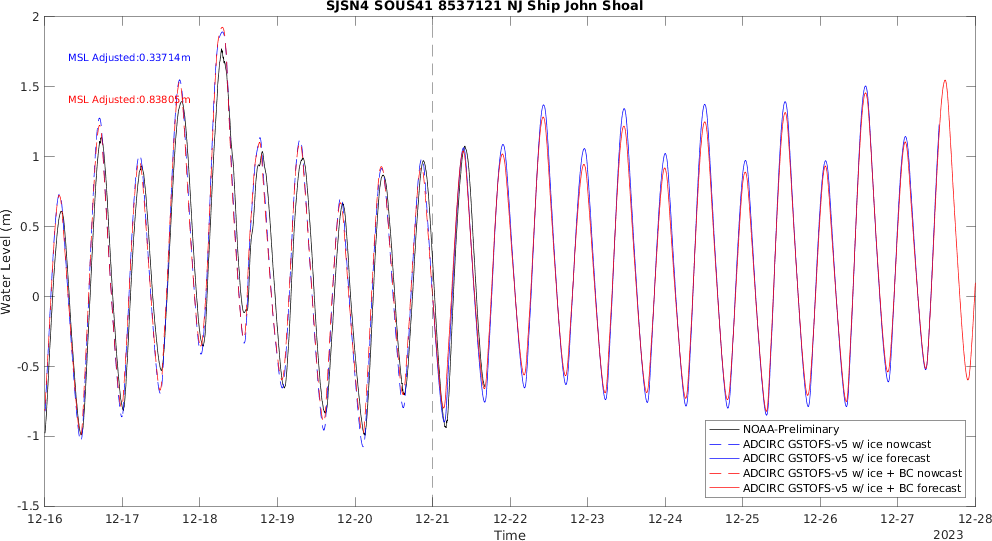 SJSN4 SOUS41 8537121 NJ Ship John Shoal
MSL Adjusted:0.33714m
MSL Adjusted:0.83805m
Water Level (m)
2
1.5
1
0.5
0
-0.5
-1
-1.5
NOAA-Preliminary
ADCIRC GSTOFS-v5 w/ ice nowcast
ADCIRC GSTOFS-v5 w/ ice forecast
ADCIRC GSTOFS-v5 w/ ice + BC nowcast
ADCIRC GSTOFS-v5 w/ ice + BC forecast
12-16 12-17 12-18 12-19 12-20 12-21 12-22 12-23 12-24 12-25 12-26 12-27 12-28
Time
2023